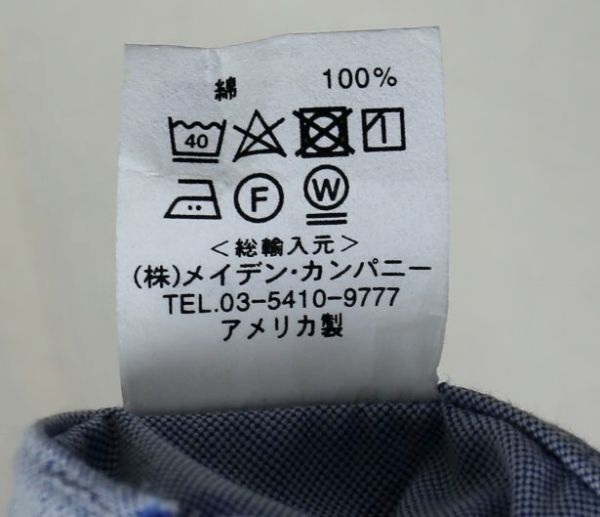 綿 100%
40
F W
＜総輸入元＞
(株)メイデン・カンパニー
TEL.03-5410-9777
アメリカ製